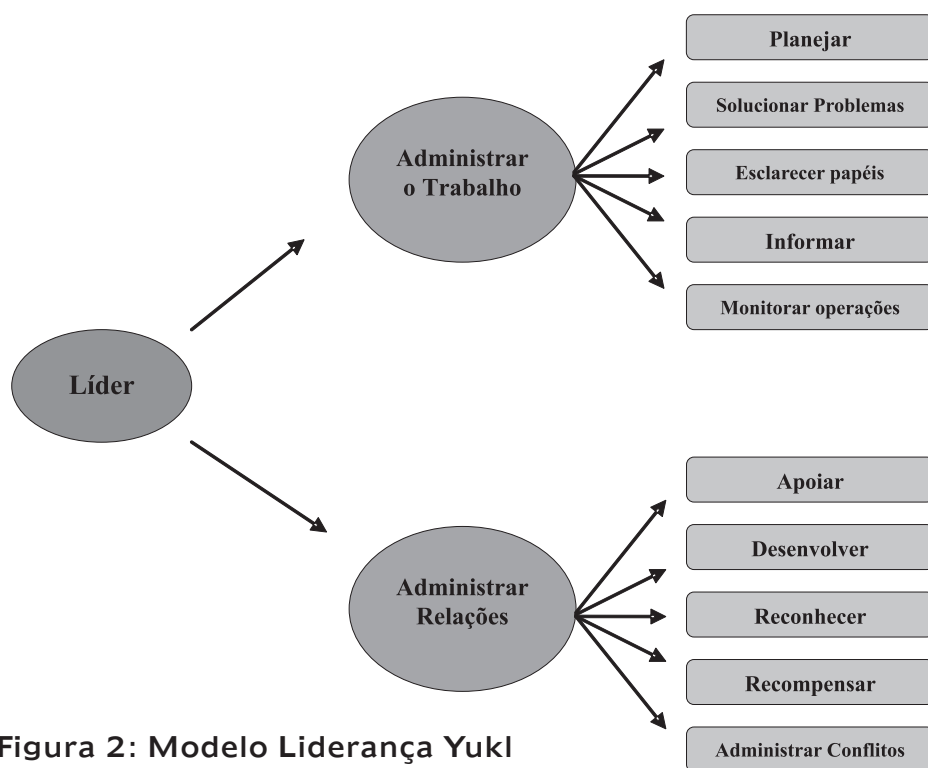 Líder
Administrar
o Trabalho
Planejar
Solucionar Problemas
Esclarecer papéis
Informar
Monitorar operações
Administrar
Relações
Apoiar
Desenvolver
Reconhecer
Recompensar
Administrar Conflitos
Figura 2: Modelo Liderança Yukl